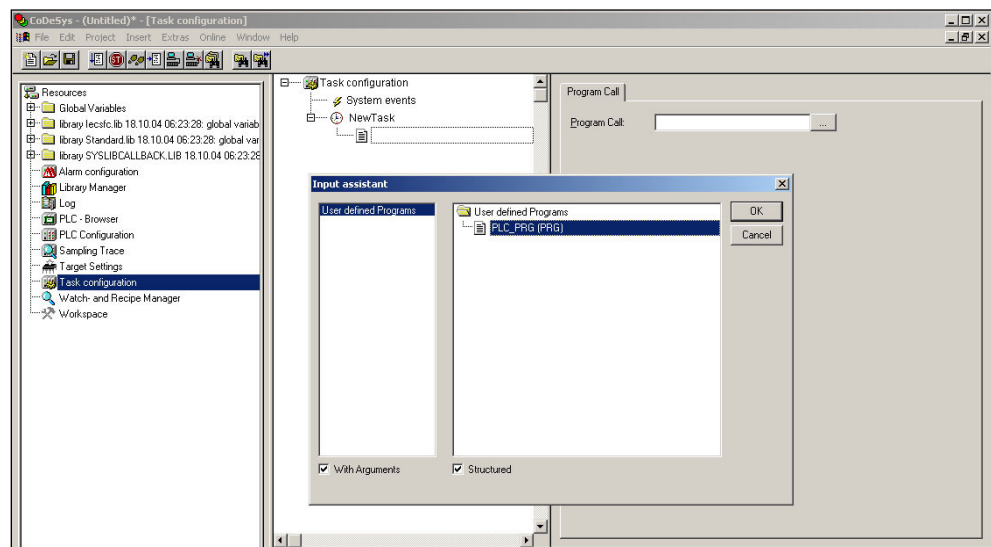 CoDeSys - (Untitled)* - [Task configuration]
File Edit Project Insert Extras Online Window Help
Resources
Global Variables
library Iecsfc.lib 18.10.04 06:23:28: global variab
library Standard.lib 18.10.04 06:23:28: global var
library SYSLIBCALLBACK.LIB 18.10.04 06:23:28
Alarm configuration
Library Manager
Log
PLC - Browser
PLC Configuration
Sampling Trace
Target Settings
Task configuration
Watch- and Recipe Manager
Workspace
Task configuration
System events
NewTask
Program Call
Program Call:
...
Input assistant
User defined Programs
User defined Programs
PLC_PRG (PRG)
OK
Cancel
With Arguments
Structured